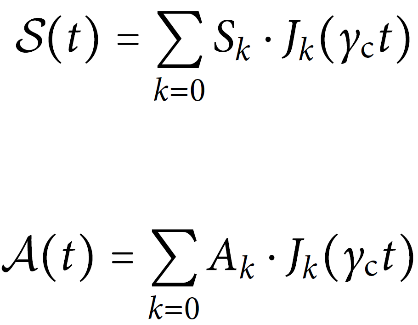 𝒮(t) = ∑_{k=0} S_k · J_k(γ_c t)
𝒜(t) = ∑_{k=0} A_k · J_k(γ_c t)